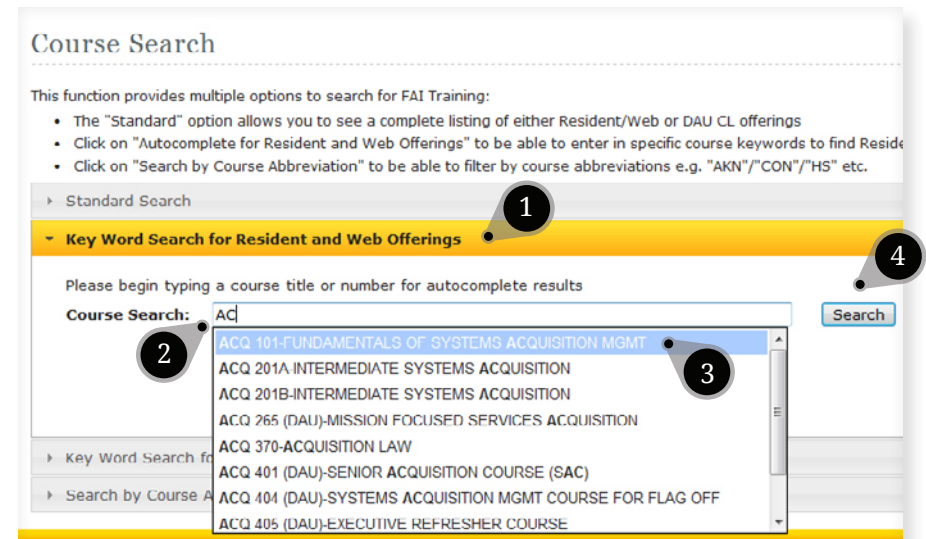 Course Search
This function provides multiple options to search for FAI Training:
• The "Standard" option allows you to see a complete listing of either Resident/Web or DAU CL offerings
• Click on "Autocomplete for Resident and Web Offerings" to be able to enter in specific course keywords to find Reside
• Click on "Search by Course Abbreviation" to be able to filter by course abbreviations e.g. "AKN"/"CON"/"HS" etc.
Standard Search
1
Key Word Search for Resident and Web Offerings
4
Please begin typing a course title or number for autocomplete results
Course Search: AC Search
2
ACQ 101-FUNDAMENTALS OF SYSTEMS ACQUISITION MGMT
3
ACQ 201A-INTERMEDIATE SYSTEMS ACQUISITION
ACQ 201B-INTERMEDIATE SYSTEMS ACQUISITION
ACQ 265 (DAU)-MISSION FOCUSED SERVICES ACQUISITION
ACQ 370-ACQUISITION LAW
Key Word Search fo
ACQ 401 (DAU)-SENIOR ACQUISITION COURSE (SAC)
Search by Course A
ACQ 404 (DAU)-SYSTEMS ACQUISITION MGMT COURSE FOR FLAG OFF
ACQ 405 (DAU)-EXECUTIVE REFRESHER COURSE